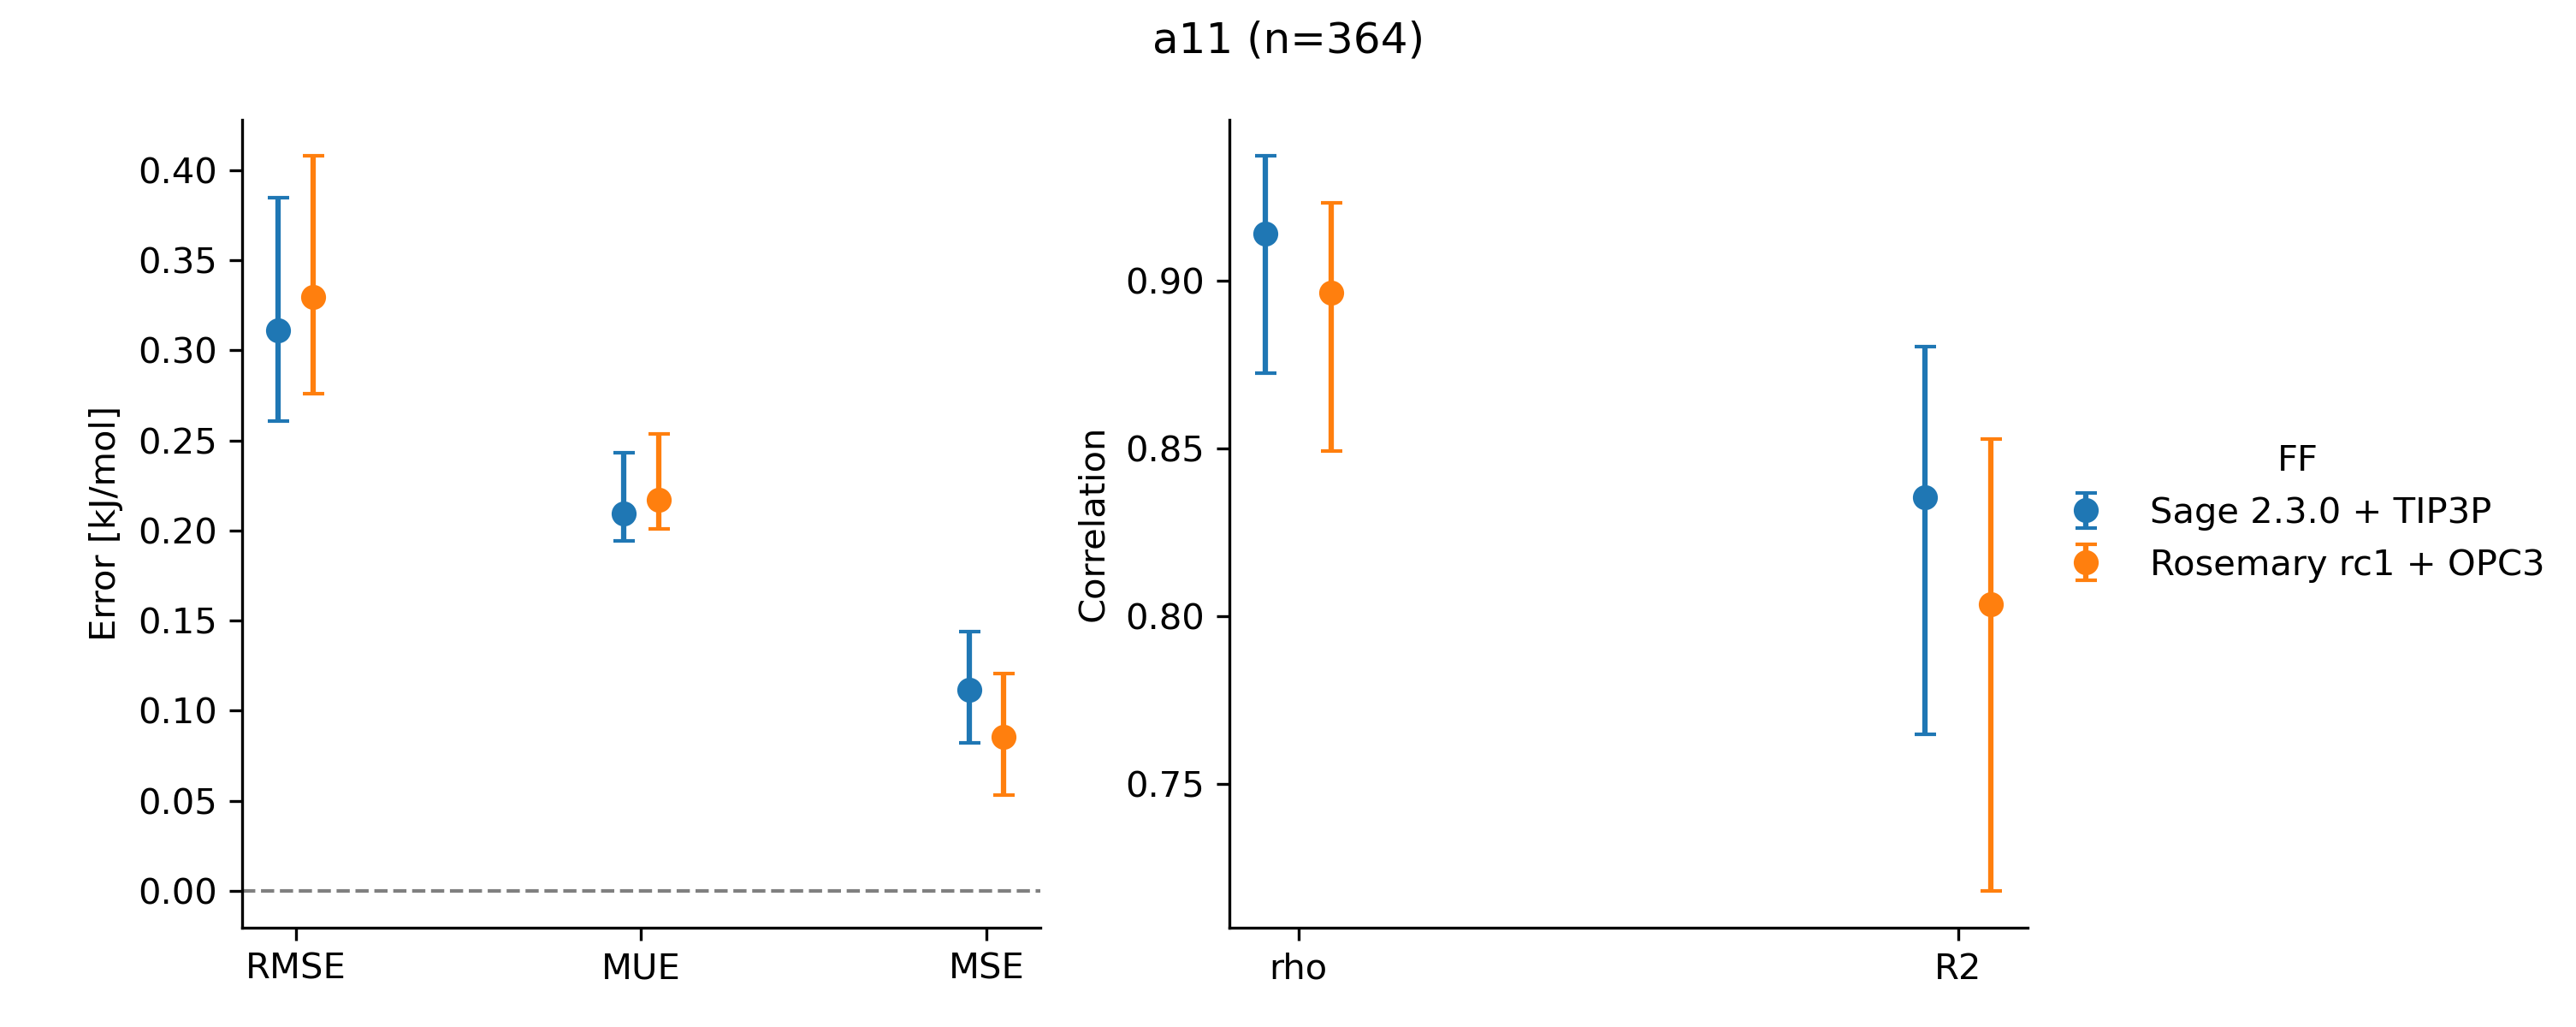 a11 (n=364)
Error [kJ/mol]
0.40
0.35
0.30
0.25
0.20
0.15
0.10
0.05
0.00
RMSE MUE MSE
Correlation
0.90
0.85
0.80
0.75
rho R2
FF
Sage 2.3.0 + TIP3P
Rosemary rc1 + OPC3